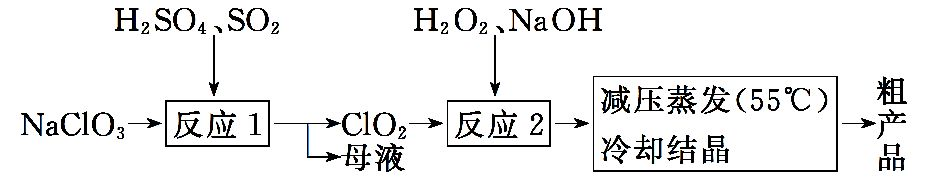 H₂SO₄、SO₂ H₂O₂、NaOH
NaClO₃ 反应1 ClO₂ 反应2 减压蒸发(55℃) 粗产品
母液 冷却结晶